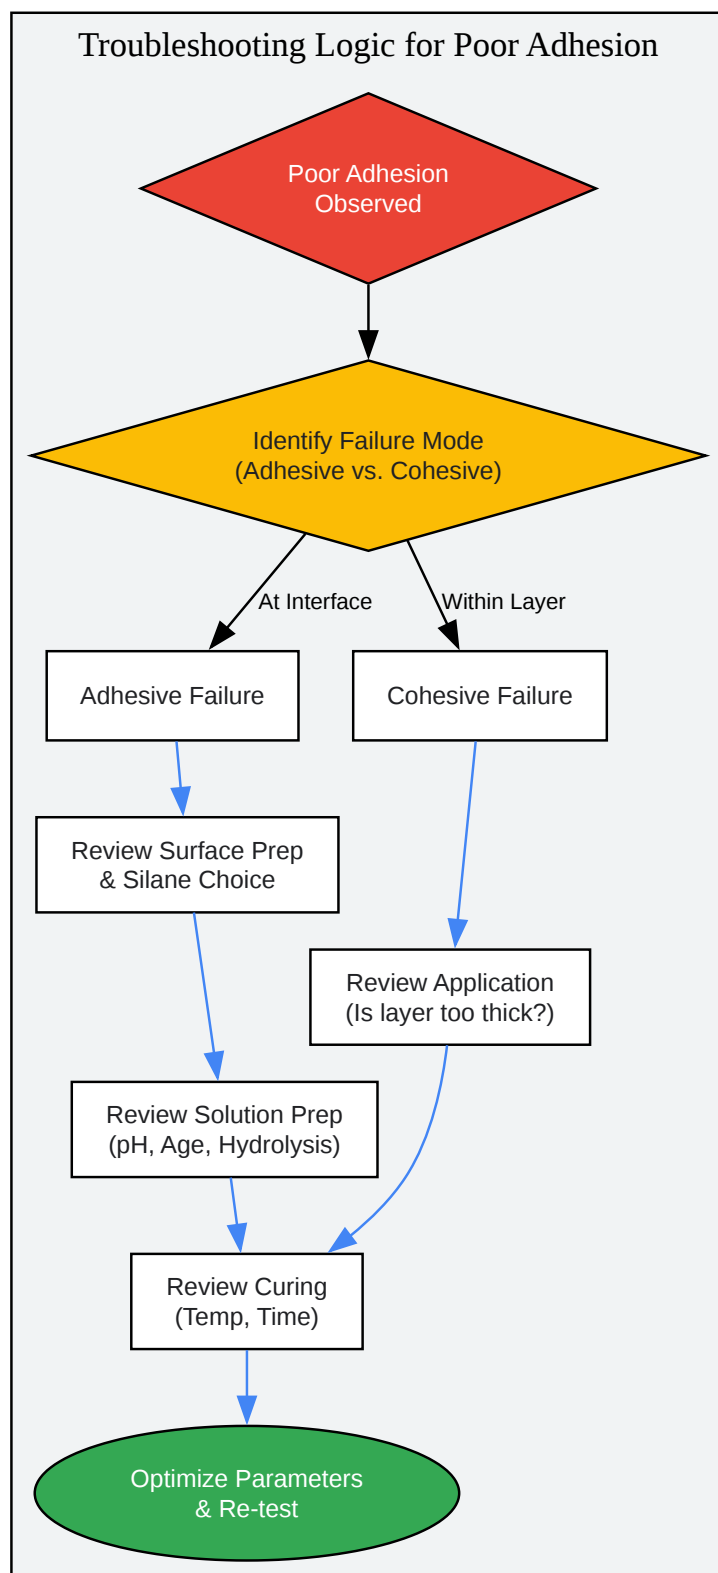 Troubleshooting Logic for Poor Adhesion
Poor Adhesion
Observed
Identify Failure Mode
(Adhesive vs. Cohesive)
At Interface
Within Layer
Adhesive Failure
Cohesive Failure
Review Surface Prep
& Silane Choice
Review Application
(Is layer too thick?)
Review Solution Prep
(pH, Age, Hydrolysis)
Review Curing
(Temp, Time)
Optimize Parameters
& Re-test